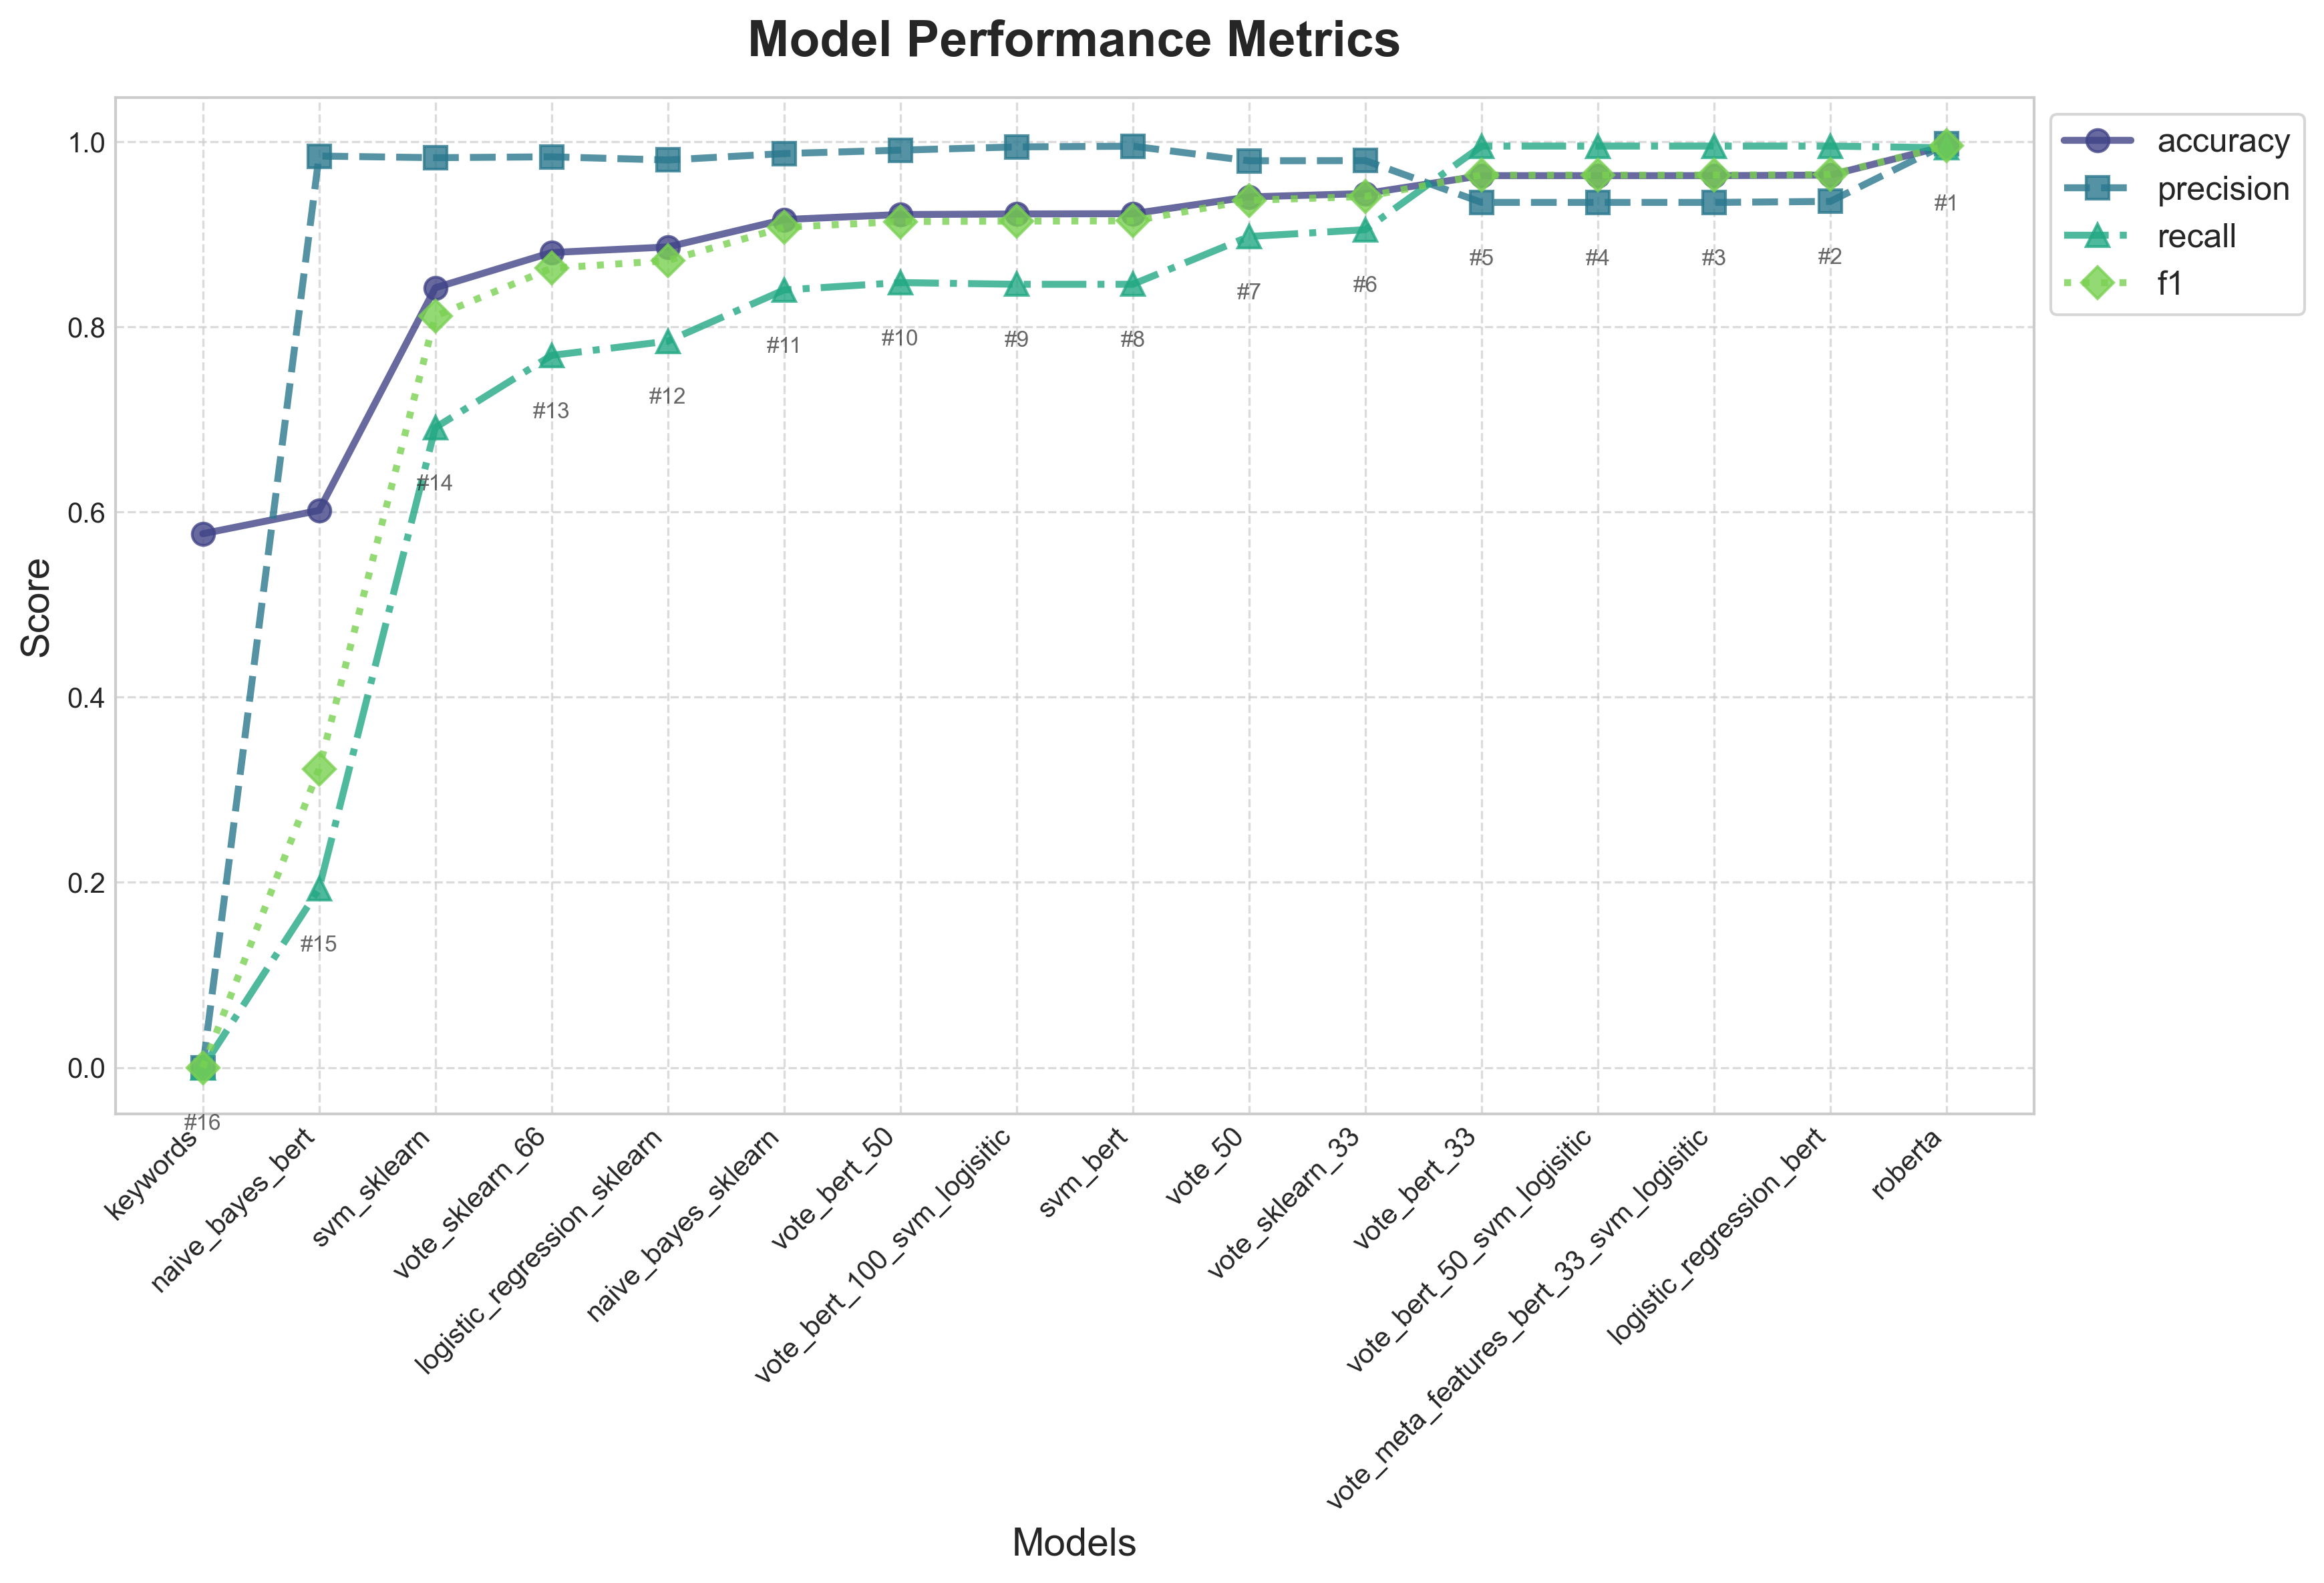 Model Performance Metrics
accuracy
precision
recall
f1
Score
1.0
0.8
0.6
0.4
0.2
0.0
#16
#15
#14
#13
#12
#11
#10
#9
#8
#7
#6
#5
#4
#3
#2
#1
keywords
naive_bayes_bert
svm_sklearn
vote_sklearn_66
logistic_regression_sklearn
naive_bayes_sklearn
vote_bert_50
vote_bert_100_svm_logisitic
svm_bert
vote_50
vote_sklearn_33
vote_bert_33
vote_bert_50_svm_logisitic
vote_meta_features_bert_33_svm_logisitic
logistic_regression_bert
roberta
Models